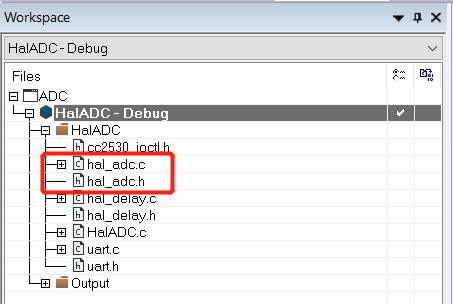 Workspace
HalADC - Debug
Files
ADC
HalADC - Debug
HalADC
cc2530_ioctl.h
hal_adc.c
hal_adc.h
hal_delay.c
hal_delay.h
HalADC.c
uart.c
uart.h
Output